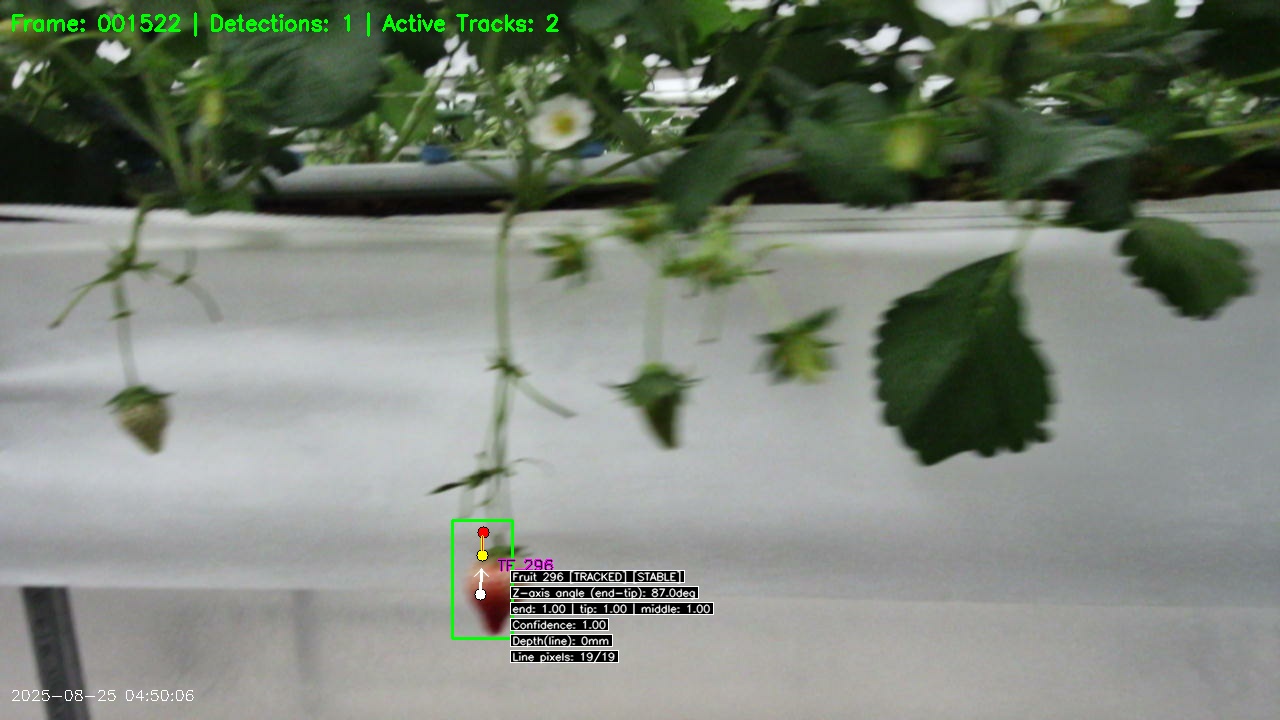 Frame: 001522 | Detections: 1 | Active Tracks: 2
TF-296
Fruit 296 [TRACKED] [STABLE]
Z-axis angle (end-tip): 87.0deg
end: 1.00 | tip: 1.00 | middle: 1.00
Confidence: 1.00
Depth(line): 0mm
Line pixels: 19/19
2025-08-25 04:50:06